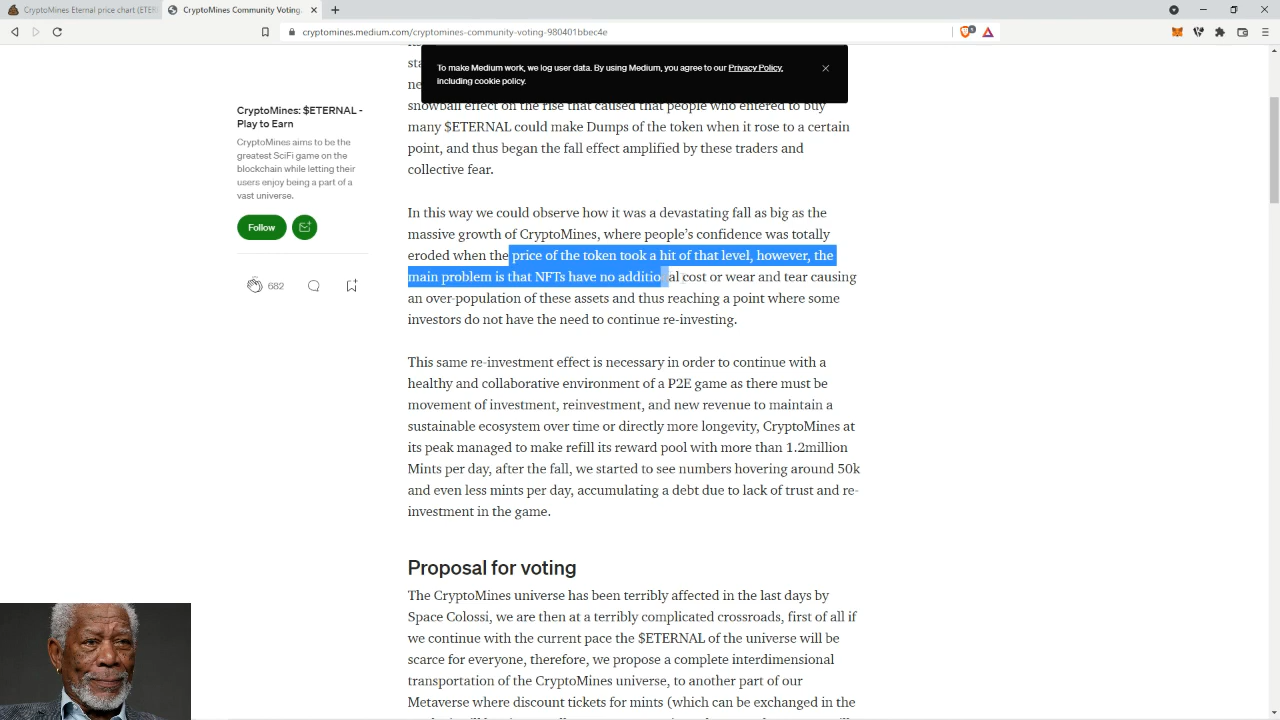 CryptoMines Eternal price chart (ETER
CryptoMines Community Voting.
cryptomines.medium.com/cryptomines-community-voting-980401bbec4e
To make Medium work, we log user data. By using Medium, you agree to our Privacy Policy,
including cookie policy.
CryptoMines: $ETERNAL -
Play to Earn
CryptoMines aims to be the
greatest SciFi game on the
blockchain while letting their
users enjoy being a part of a
vast universe.
Follow
682
snowball effect on the rise that caused that people who entered to buy
many $ETERNAL could make Dumps of the token when it rose to a certain
point, and thus began the fall effect amplified by these traders and
collective fear.
In this way we could observe how it was a devastating fall as big as the
massive growth of CryptoMines, where people's confidence was totally
eroded when the price of the token took a hit of that level, however, the
main problem is that NFTs have no additional cost or wear and tear causing
an over-population of these assets and thus reaching a point where some
investors do not have the need to continue re-investing.
This same re-investment effect is necessary in order to continue with a
healthy and collaborative environment of a P2E game as there must be
movement of investment, reinvestment, and new revenue to maintain a
sustainable ecosystem over time or directly more longevity, CryptoMines at
its peak managed to make refill its reward pool with more than 1.2million
Mints per day, after the fall, we started to see numbers hovering around 50k
and even less mints per day, accumulating a debt due to lack of trust and re-
investment in the game.
Proposal for voting
The CryptoMines universe has been terribly affected in the last days by
Space Colossi, we are then at a terribly complicated crossroads, first of all if
we continue with the current pace the $ETERNAL of the universe will be
scarce for everyone, therefore, we propose a complete interdimensional
transportation of the CryptoMines universe, to another part of our
Metaverse where discount tickets for mints (which can be exchanged in the